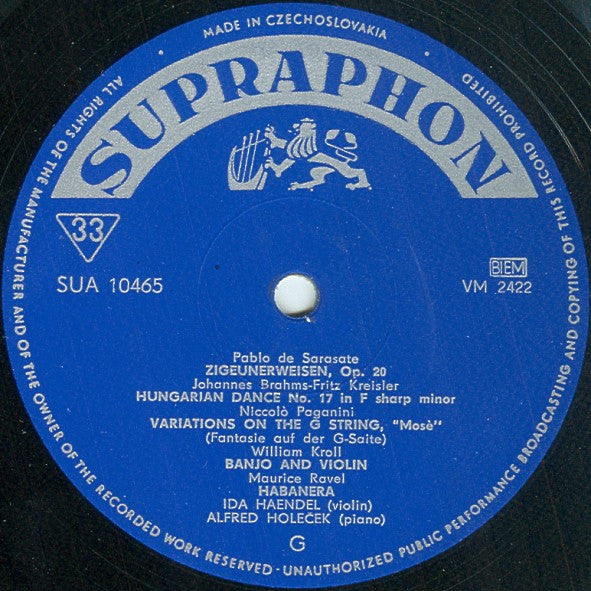 MADE IN CZECHOSLOVAKIA
SUPRAPHON
33
SUA 10465
BIEM
VM 2422
Pablo de Sarasate
ZIGEUNERWEISEN, Op. 20
Johannes Brahms-Fritz Kreisler
HUNGARIAN DANCE No. 17 in F sharp minor
Niccolò Paganini
VARIATIONS ON THE G STRING, "Mosè"
(Fantasie auf der G-Saite)
William Kroll
BANJO AND VIOLIN
Maurice Ravel
HABANERA
IDA HAENDEL (violin)
ALFRED HOLEČEK (piano)
G
ALL RIGHTS OF THE MANUFACTURER AND OF THE OWNER OF THE RECORDED WORK RESERVED - UNAUTHORIZED PUBLIC PERFORMANCE BROADCASTING AND COPYING OF THIS RECORD PROHIBITED